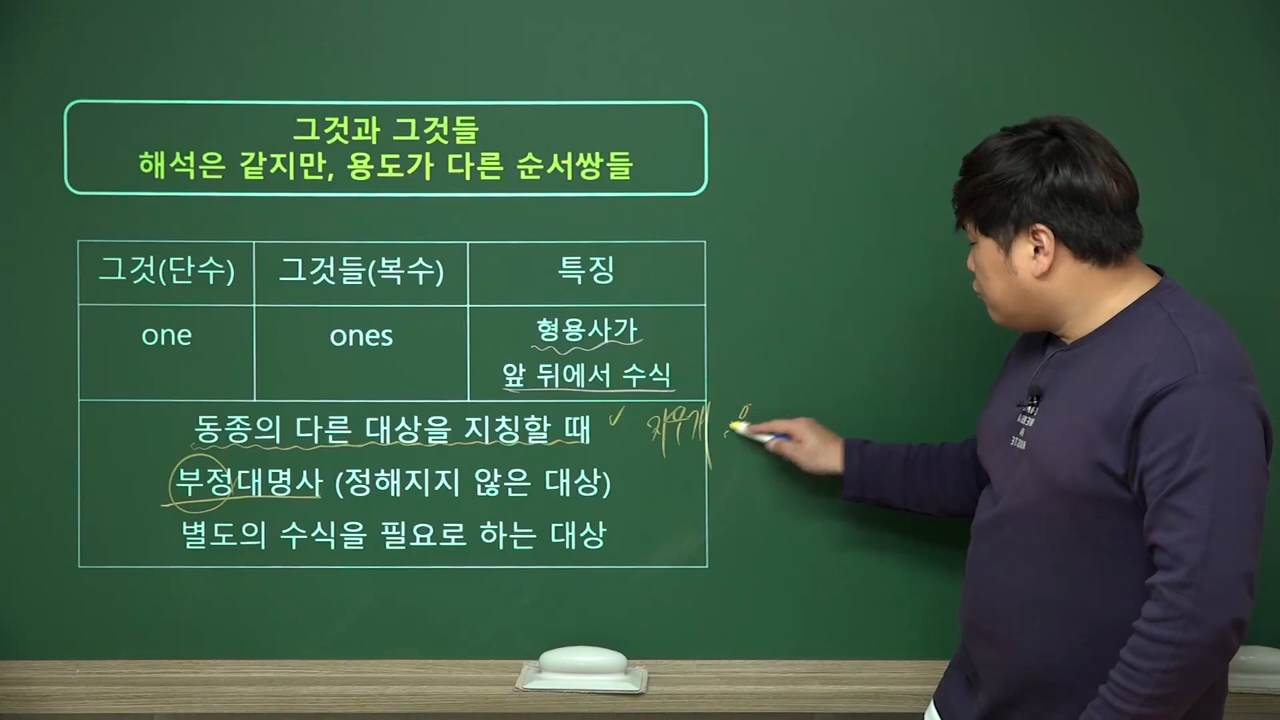 그것과 그것들
해석은 같지만, 용도가 다른 순서쌍들
그것(단수) 그것들(복수) 특징
one ones 형용사가
앞 뒤에서 수식
동종의 다른 대상을 지칭할 때 지우개
부정대명사 (정해지지 않은 대상)
별도의 수식을 필요로 하는 대상